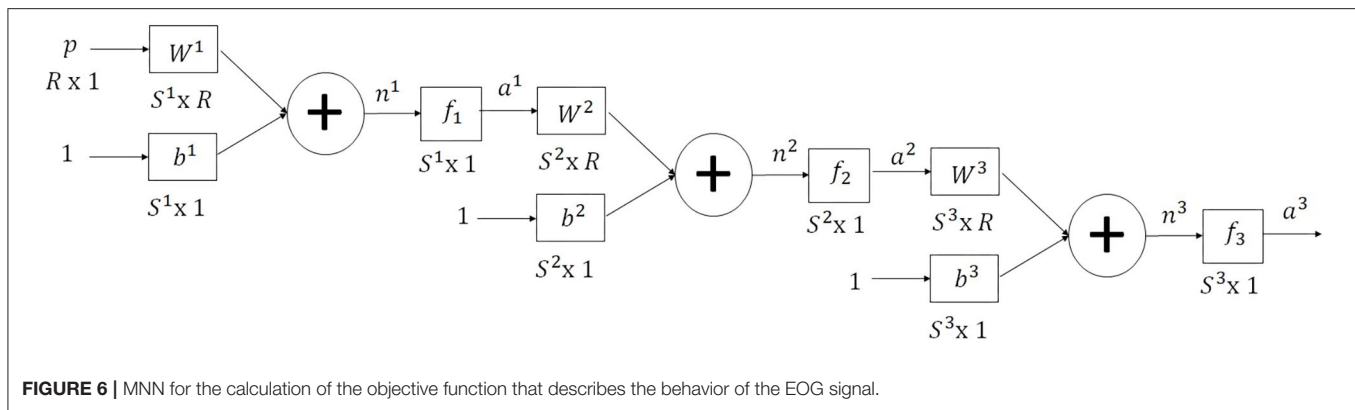 p
R x 1
W¹
S¹x R
1
b¹
S¹x 1
+
n¹
f₁
S¹x 1
a¹
W²
S²x R
1
b²
S²x 1
+
n²
f₂
S²x 1
a²
W³
S³x R
1
b³
S³x 1
+
n³
f₃
S³x 1
a³
FIGURE 6 | MNN for the calculation of the objective function that describes the behavior of the EOG signal.